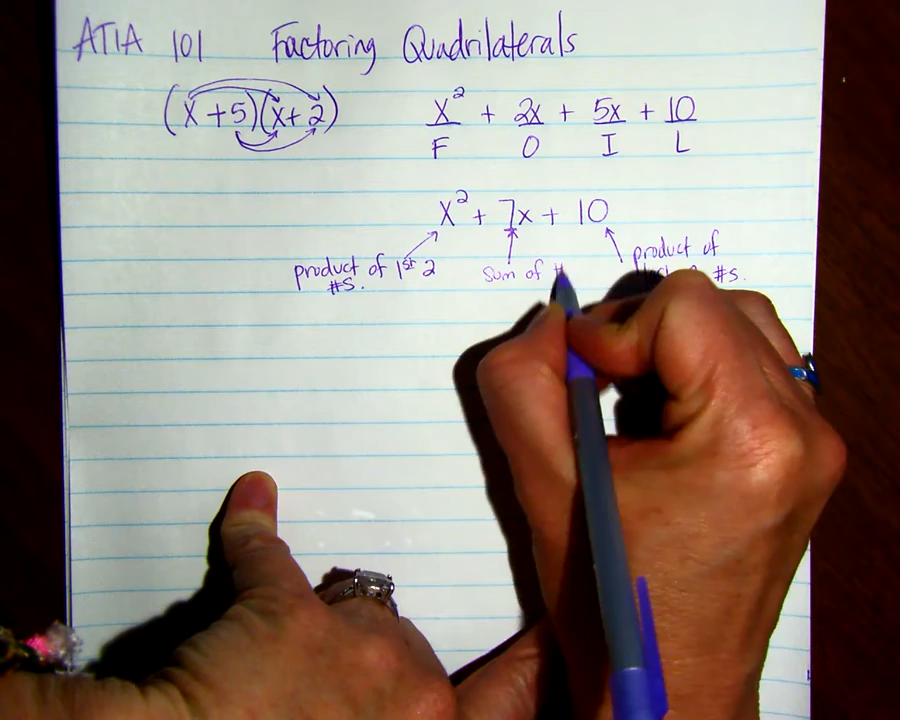 ATIA 101 Factoring Quadrilaterals
(x + 5)(x + 2) x² + 2x + 5x + 10
F O I L
x² + 7x + 10
product of 1st 2 #s.
sum of #
product of #s.